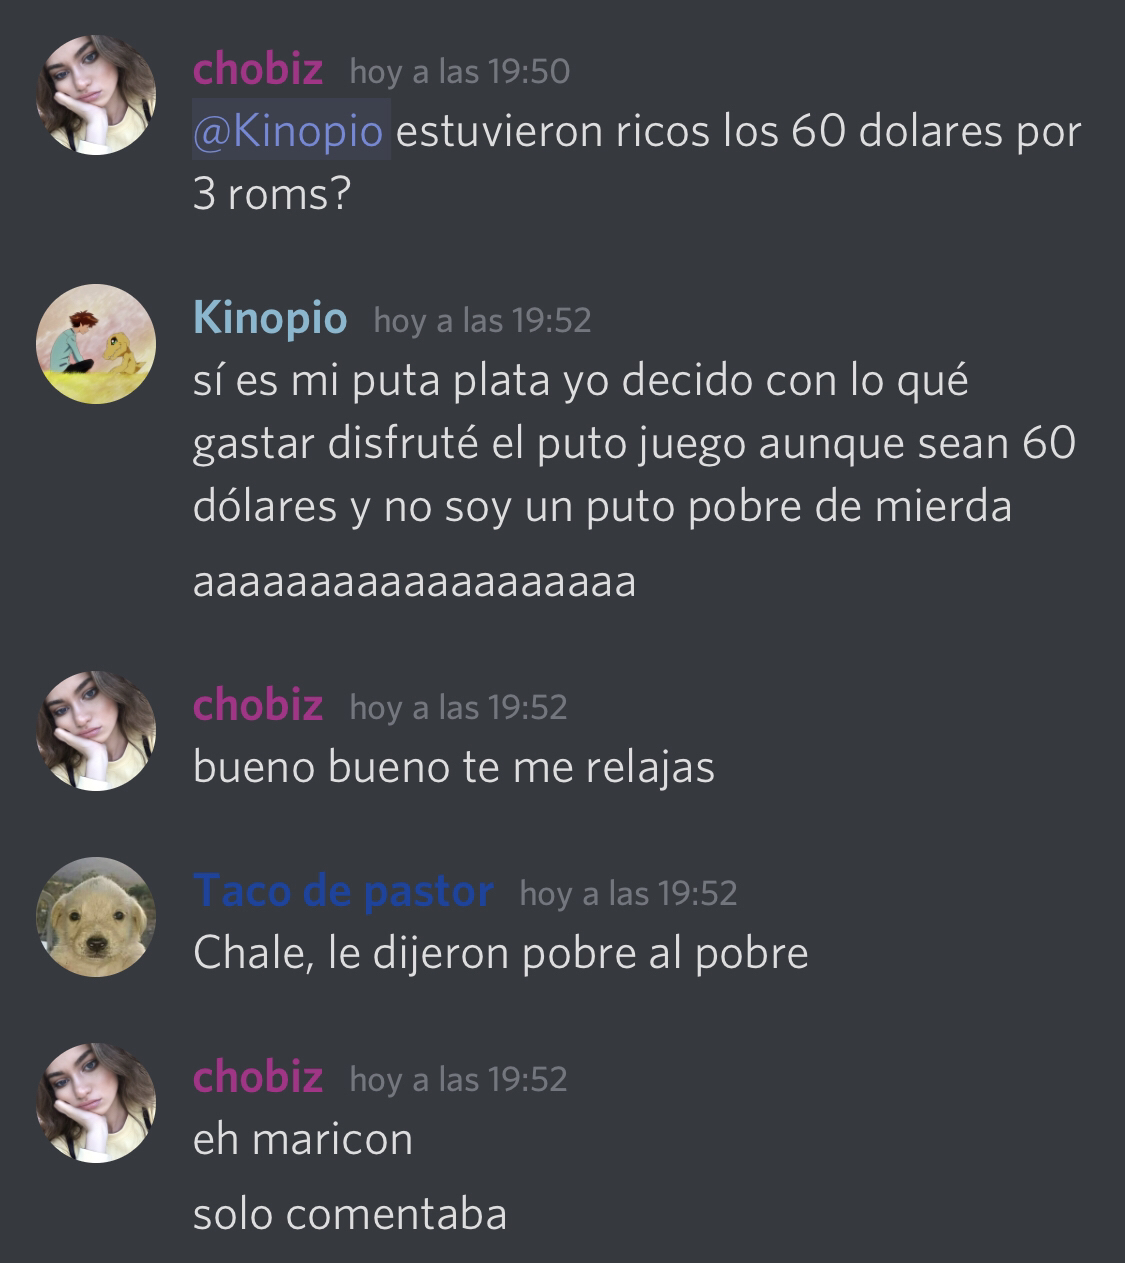 chobiz hoy a las 19:50
@Kinopio estuvieron ricos los 60 dolares por
3 roms?
Kinopio hoy a las 19:52
sí es mi puta plata yo decido con lo qué
gastar disfruté el puto juego aunque sean 60
dólares y no soy un puto pobre de mierda
aaaaaaaaaaaaaaaaaaa
chobiz hoy a las 19:52
bueno bueno te me relajas
Taco de pastor hoy a las 19:52
Chale, le dijeron pobre al pobre
chobiz hoy a las 19:52
eh maricon
solo comentaba